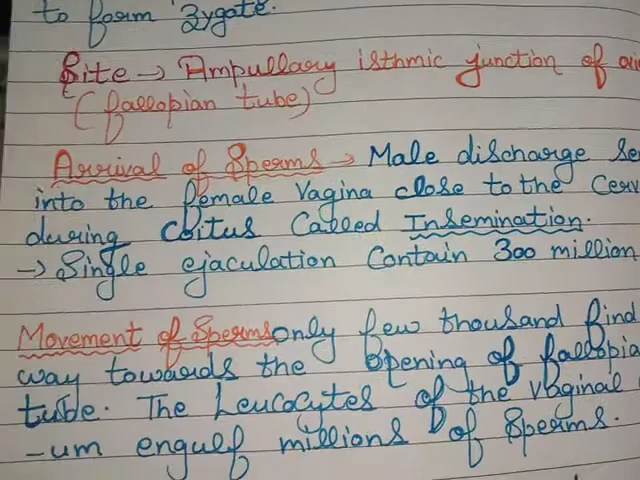 to form Zygate.
Site → Ampullary isthmic junction of
(fallopian tube)
Arrival of Sperms → Male discharge
into the female Vagina close to the
during Coitus Called Insemination.
→ Single ejaculation Contain 300 million
Movement of Sperms only few thousand find
way towards the Opening of
tube. The Leucocytes of the vaginal
-um engulf millions of Sperms.